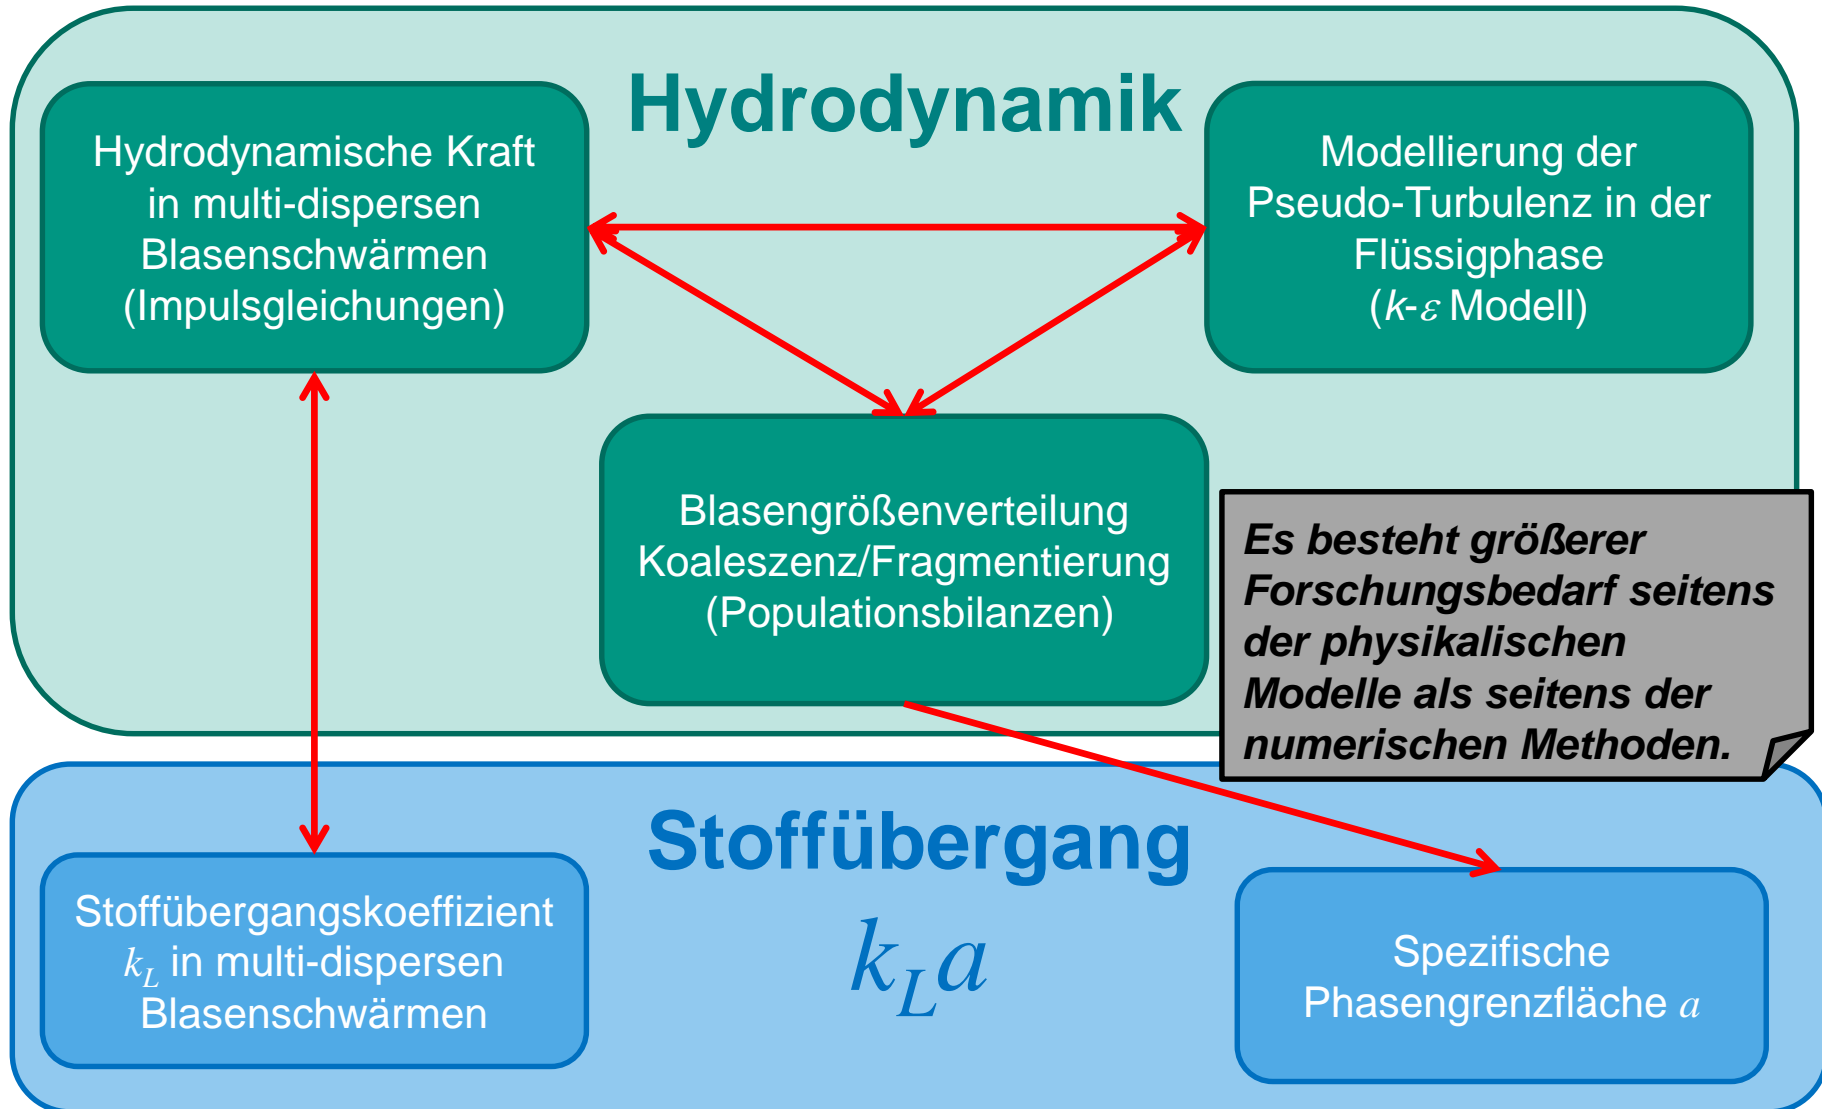 Hydrodynamik
Hydrodynamische Kraft
in multi-dispersen
Blasenschwärmen
(Impulsgleichungen)
Modellierung der
Pseudo-Turbulenz in der
Flüssigphase
(k-ε Modell)
Blasengrößenverteilung
Koaleszenz/Fragmentierung
(Populationsbilanzen)
Es besteht größerer
Forschungsbedarf seitens
der physikalischen
Modelle als seitens der
numerischen Methoden.
Stoffübergang
k_L a
Stoffübergangskoeffizient
k_L in multi-dispersen
Blasenschwärmen
Spezifische
Phasengrenzfläche a